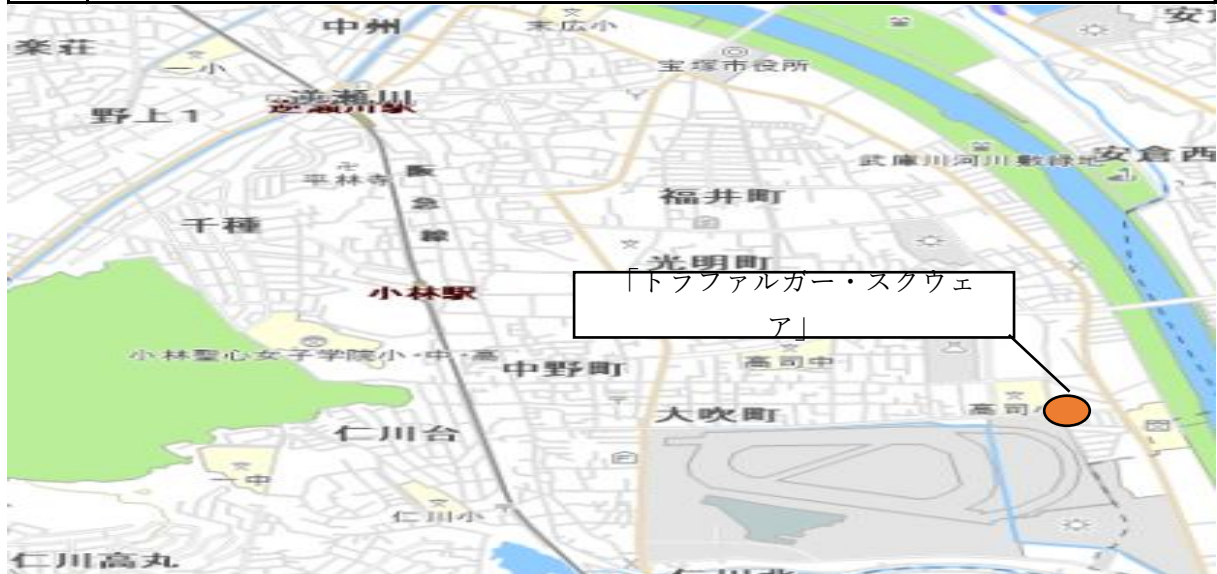 中州
末広小
楽荘
一小
宝塚市役所
逆瀬川
逆瀬川駅
野上1
武庫川河川敷緑地
安倉西
平林寺
阪急線
福井町
千種
光明町
小林駅
「トラファルガー・スクウェ
ア」
小林聖心女子学院小・中・高
中野町
高司中
大吹町
高司小
仁川台
一中
仁川小
仁川高丸
仁川北